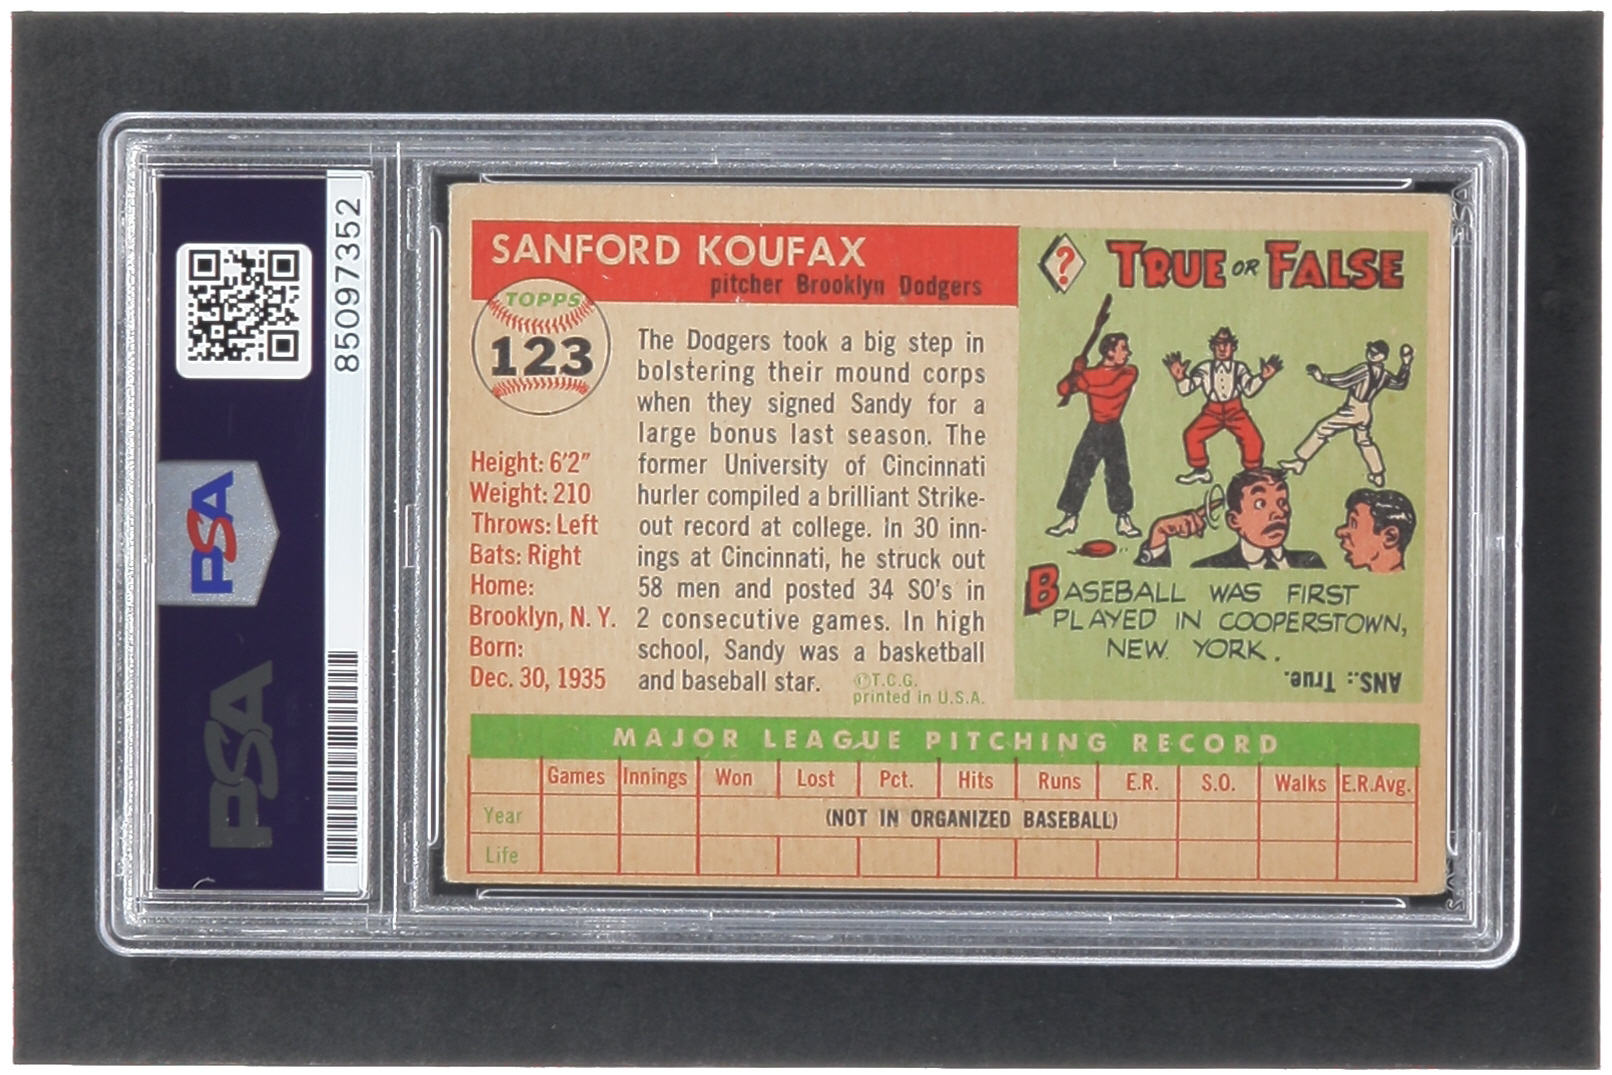 85097352
PSA
PSA
SANFORD KOUFAX
pitcher Brooklyn Dodgers
TOPPS
123
Height: 6'2"
Weight: 210
Throws: Left
Bats: Right
Home:
Brooklyn, N. Y.
Born:
Dec. 30, 1935
The Dodgers took a big step in
bolstering their mound corps
when they signed Sandy for a
large bonus last season. The
former University of Cincinnati
hurler compiled a brilliant Strike-
out record at college. In 30 inn-
ings at Cincinnati, he struck out
58 men and posted 34 SO's in
2 consecutive games. In high
school, Sandy was a basketball
and baseball star.
©T.C.G.
printed in U.S.A.
?
TRUE OR FALSE
BASEBALL WAS FIRST
PLAYED IN COOPERSTOWN,
NEW YORK.
ANS.: True.
MAJOR LEAGUE PITCHING RECORD
Games Innings Won Lost Pct. Hits Runs E.R. S.O. Walks E.R.Avg.
Year (NOT IN ORGANIZED BASEBALL)
Life
PSA